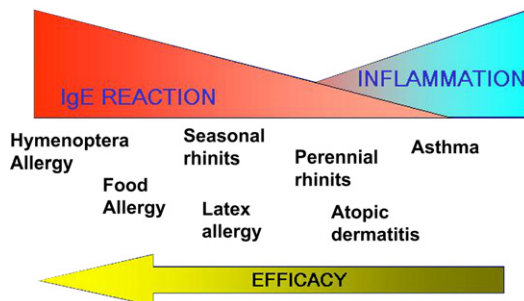 IgE REACTION
INFLAMMATION
Hymenoptera
Allergy
Seasonal
rhinits
Perennial
rhinits
Asthma
Food
Allergy
Latex
allergy
Atopic
dermatitis
EFFICACY